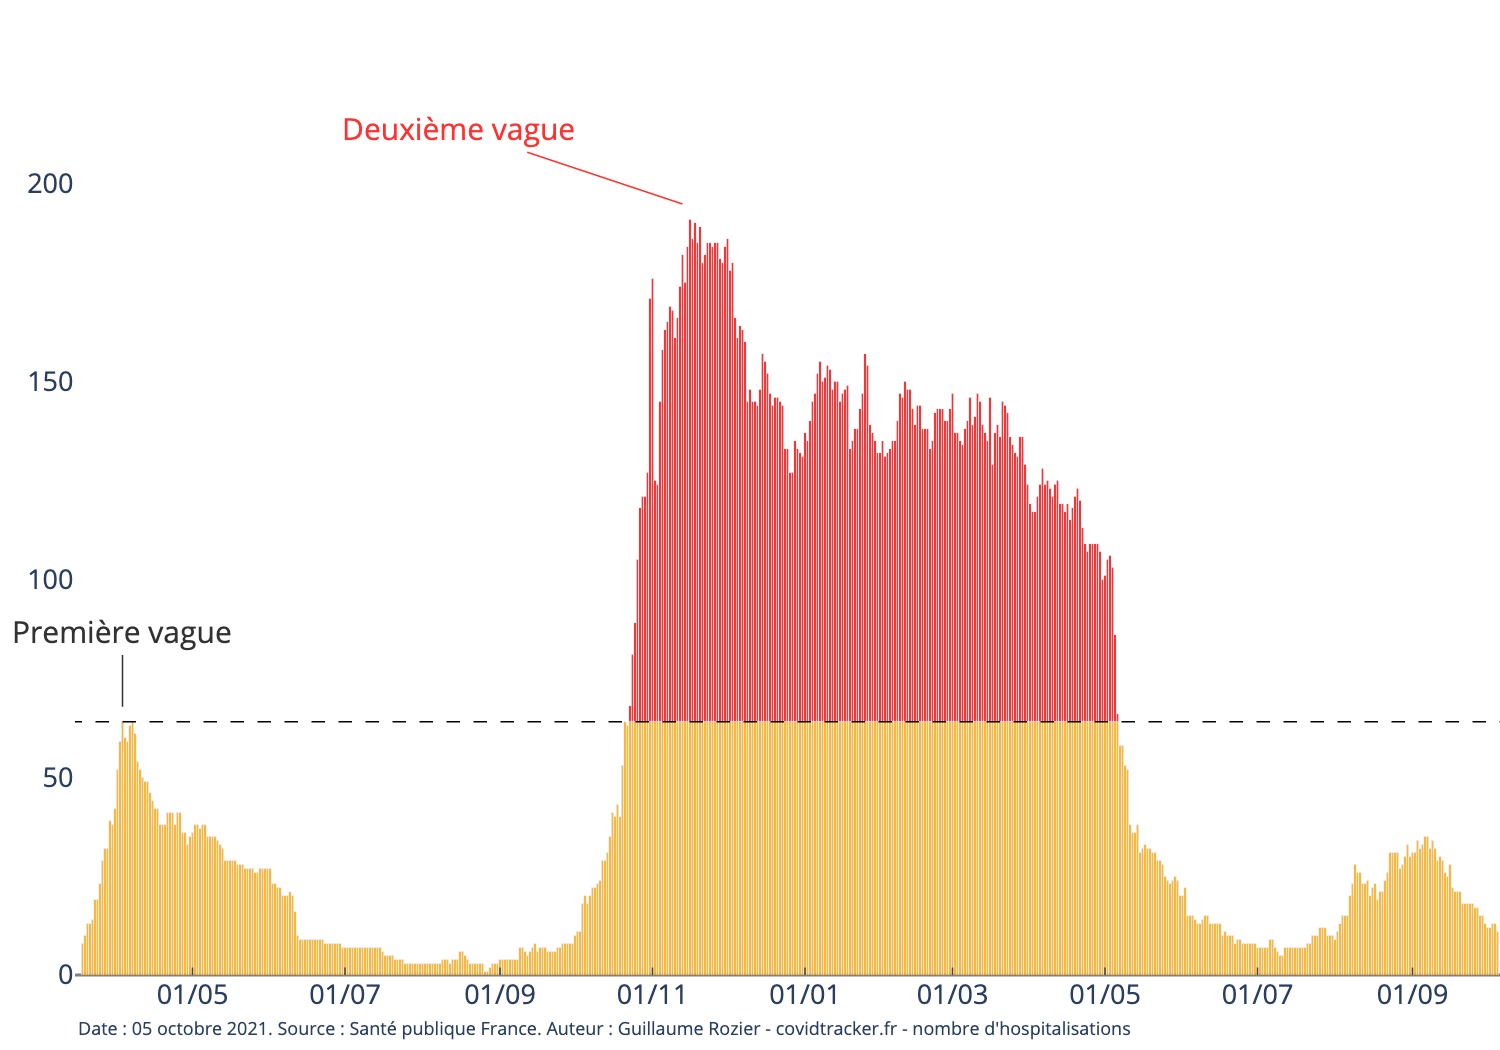 Deuxième vague
200
150
100
Première vague
50
0
01/05 01/07 01/09 01/11 01/01 01/03 01/05 01/07 01/09
Date : 05 octobre 2021. Source : Santé publique France. Auteur : Guillaume Rozier - covidtracker.fr - nombre d'hospitalisations